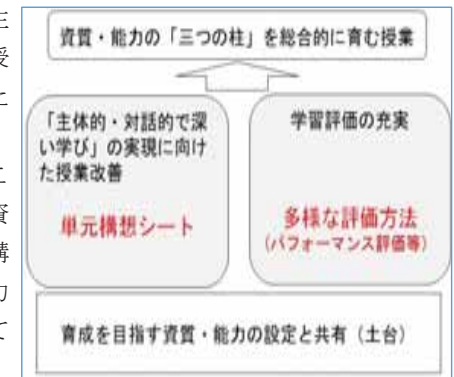 資質・能力の「三つの柱」を総合的に育む授業
「主体的・対話的で深
い学び」の実現に向け
た授業改善
単元構想シート
学習評価の充実
多様な評価方法
(パフォーマンス評価等)
育成を目指す資質・能力の設定と共有(土台)